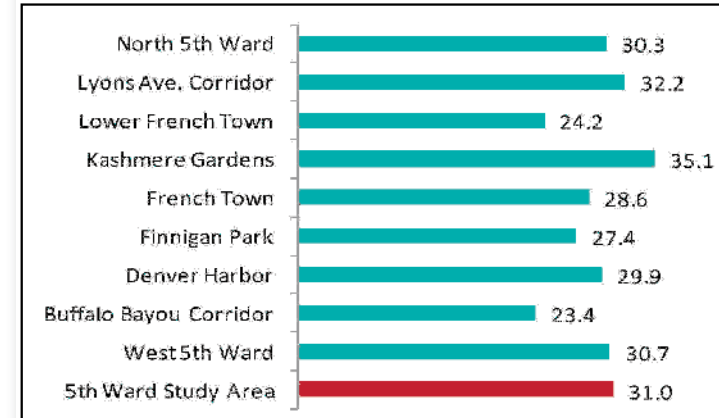 North 5th Ward 30.3
Lyons Ave. Corridor 32.2
Lower French Town 24.2
Kashmere Gardens 35.1
French Town 28.6
Finnigan Park 27.4
Denver Harbor 29.9
Buffalo Bayou Corridor 23.4
West 5th Ward 30.7
5th Ward Study Area 31.0